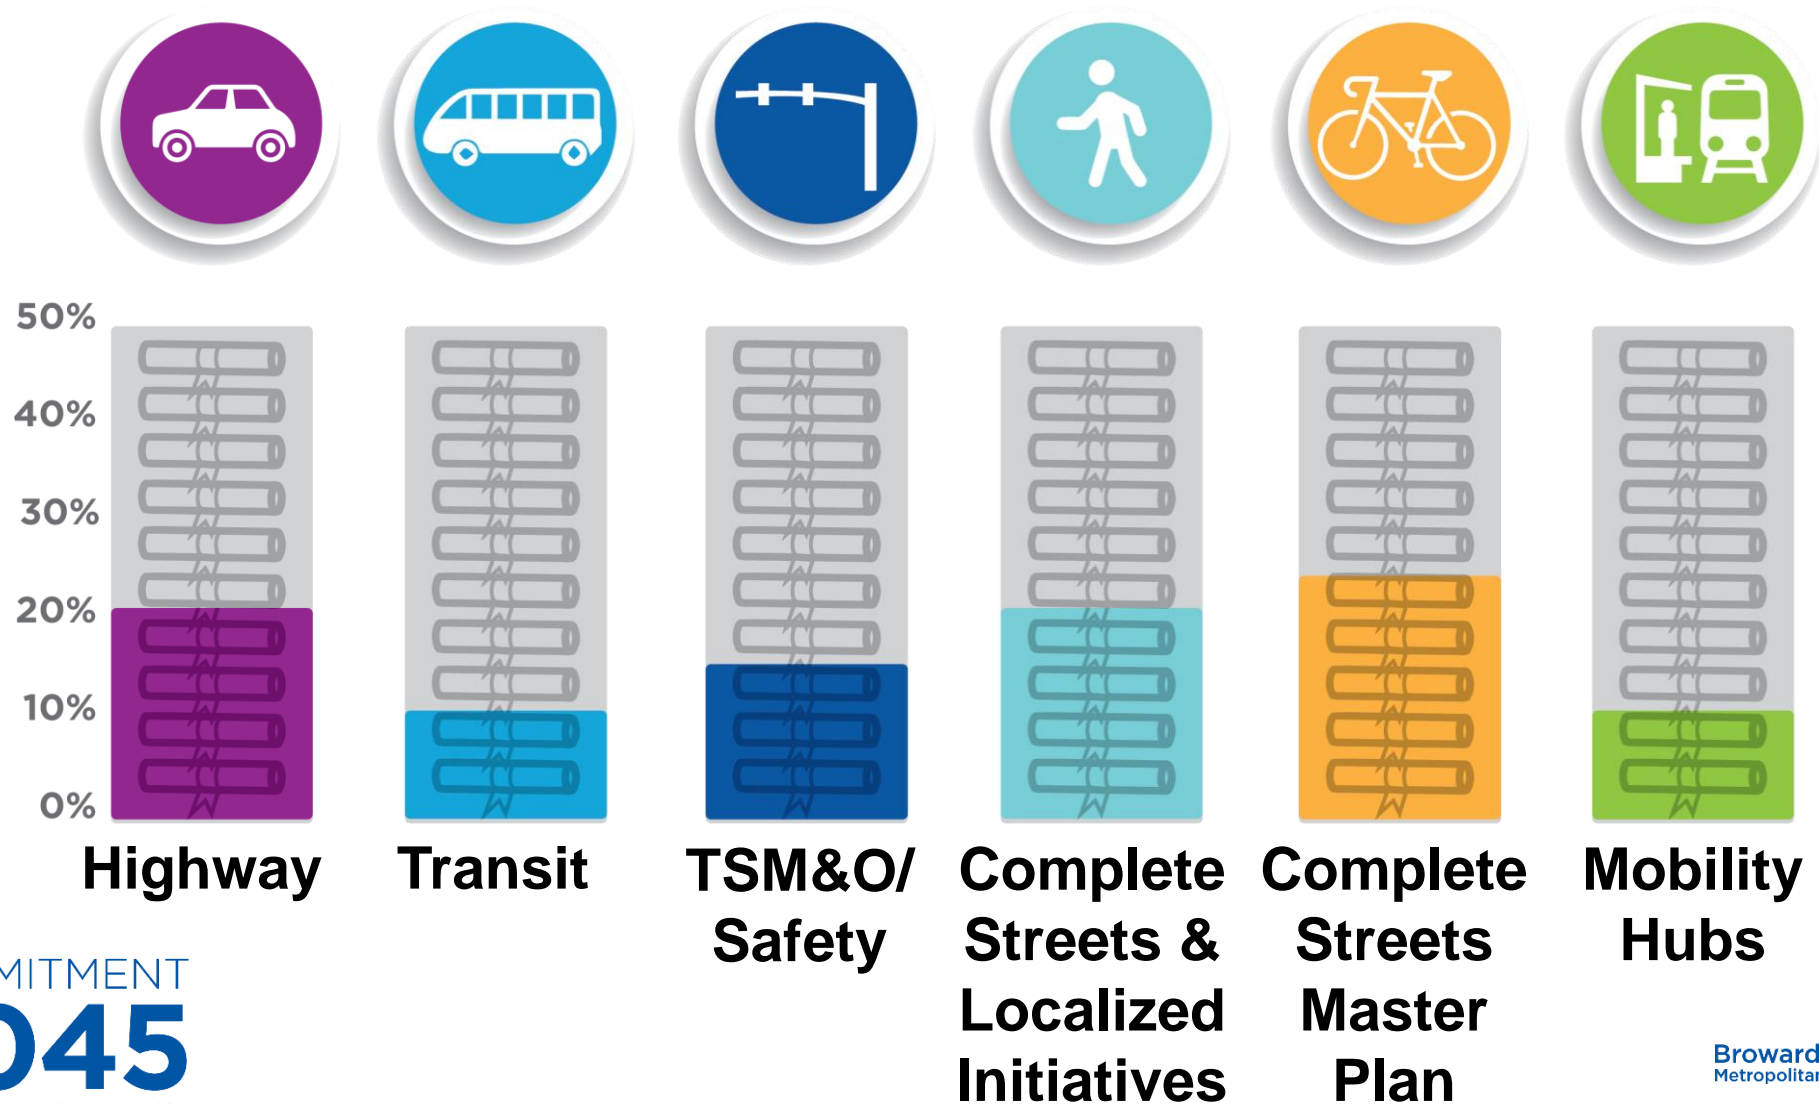 50%
40%
30%
20%
10%
0%
Highway
Transit
TSM&O/
Safety
Complete
Streets &
Localized
Initiatives
Complete
Streets
Master
Plan
Mobility
Hubs
MITMENT
045
Broward
Metropolitan